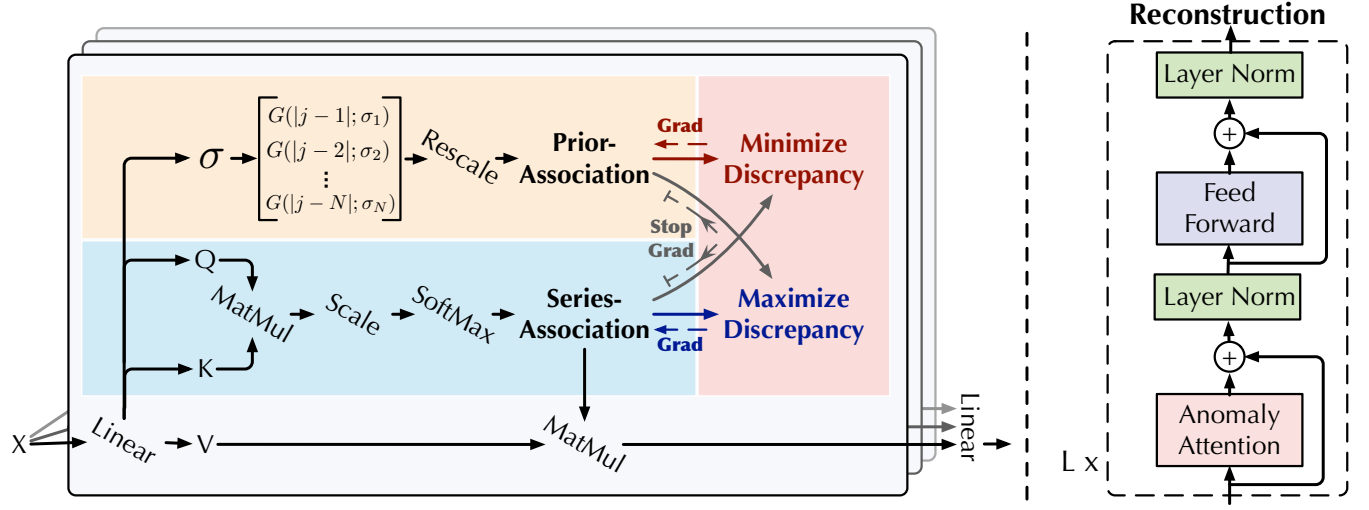 Reconstruction
G(|j − 1|; σ₁)
G(|j − 2|; σ₂)
⋮
G(|j − N|; σ_N)
σ
Rescale
Prior-
Association
Grad
Minimize
Discrepancy
Stop
Grad
Q
MatMul
K
Scale
SoftMax
Series-
Association
Grad
Maximize
Discrepancy
X
Linear
V
MatMul
Linear
Layer Norm
+
Feed
Forward
Layer Norm
+
Anomaly
Attention
L x